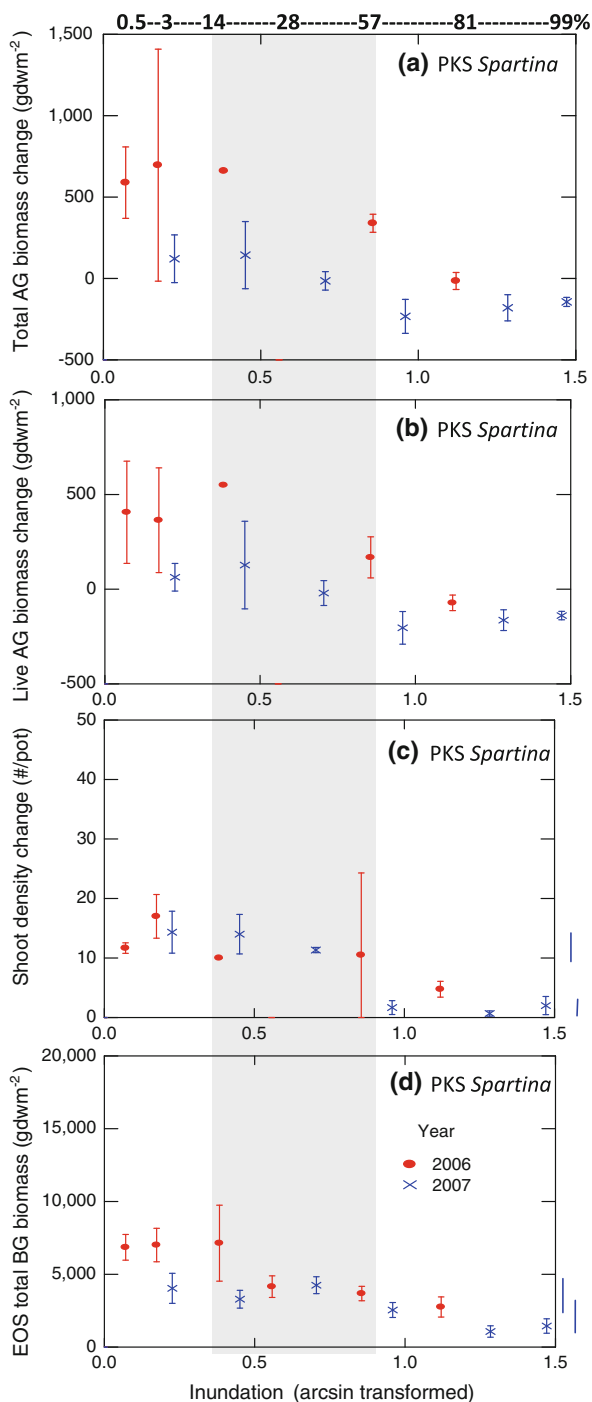 0.5--3----14------28-------57------81---------99%
(a) PKS Spartina
Total AG biomass change (gdwm-2)
1,500
1,000
500
0
-500
0.0 0.5 1.0 1.5
(b) PKS Spartina
Live AG biomass change (gdwm-2)
1,000
500
0
-500
0.0 0.5 1.0 1.5
(c) PKS Spartina
Shoot density change (#/pot)
50
40
30
20
10
0
0.0 0.5 1.0 1.5
(d) PKS Spartina
EOS total BG biomass (gdwm-2)
20,000
15,000
10,000
5,000
0
Year
2006
2007
0.0 0.5 1.0 1.5
Inundation (arcsin transformed)